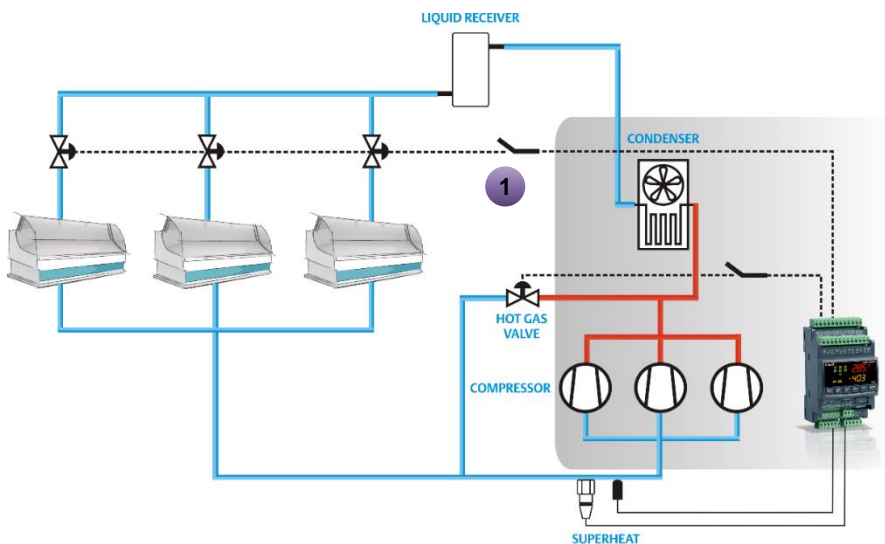 LIQUID RECEIVER
CONDENSER
1
HOT GAS
VALVE
COMPRESSOR
SUPERHEAT